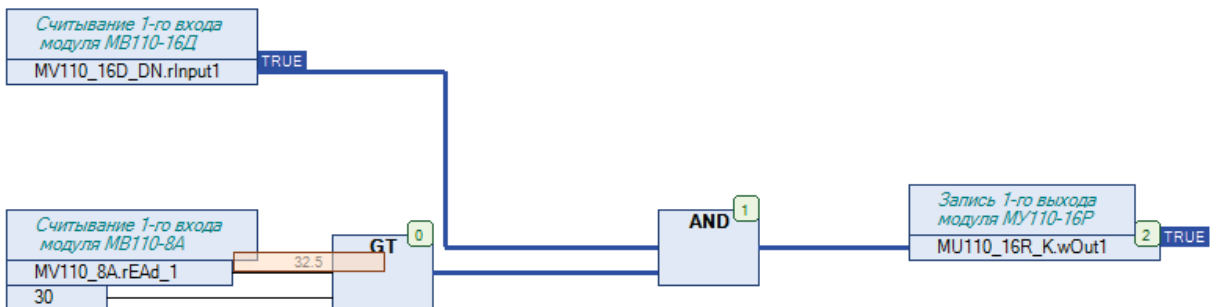 Считывание 1-го входа
модуля МВ110-16Д
TRUE
MV110_16D_DN.rInput1
Считывание 1-го входа
модуля МВ110-8А
MV110_8A.rEAd_1
32.5
30
GT
0
AND
1
Запись 1-го выхода
модуля МУ110-16Р
MU110_16R_K.wOut1
2
TRUE